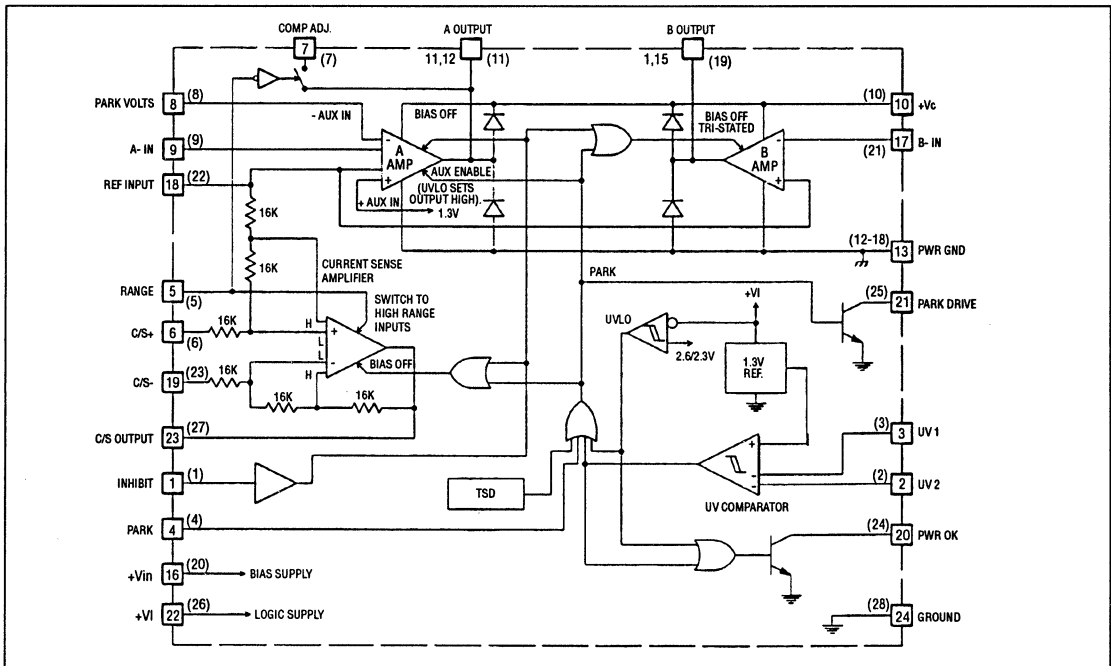 COMP ADJ.
7
(7)
A OUTPUT
11,12
(11)
B OUTPUT
1,15
(19)
PARK VOLTS
8
(8)
- AUX IN
BIAS OFF
BIAS OFF
TRI-STATED
(10)
10
+Vc
A- IN
9
(9)
-
A
AMP
+
AUX ENABLE
(UVLO SETS
OUTPUT HIGH).
+ AUX IN
1.3V
-
B
AMP
+
17
B- IN
(21)
REF INPUT
18
(22)
16K
16K
(12-18)
13
PWR GND
CURRENT SENSE
AMPLIFIER
PARK
RANGE
5
(5)
SWITCH TO
HIGH RANGE
INPUTS
(25)
21
PARK DRIVE
+VI
UVLO
2.6/2.3V
C/S+
6
(6)
16K
H
L
L
H
+
-
BIAS OFF
1.3V
REF.
C/S-
19
(23)
16K
16K
16K
C/S OUTPUT
23
(27)
(3)
3
UV 1
+
-
-
INHIBIT
1
(1)
TSD
UV COMPARATOR
(2)
2
UV 2
PARK
4
(4)
(24)
20
PWR OK
+Vin
16
(20)
BIAS SUPPLY
+VI
22
(26)
LOGIC SUPPLY
(28)
24
GROUND